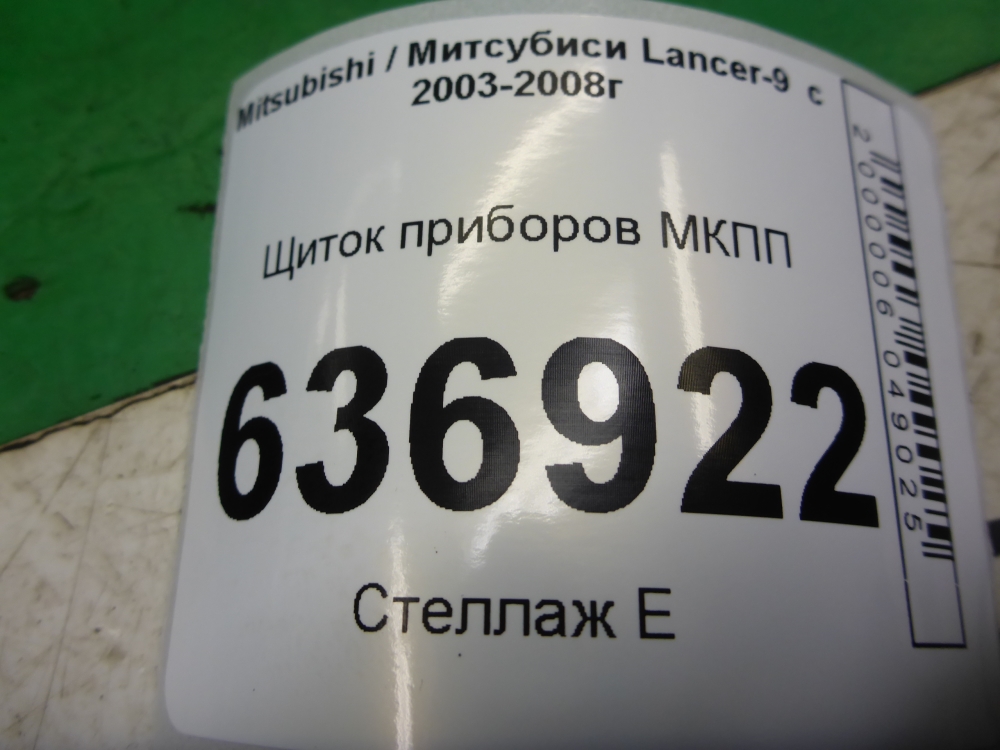 Mitsubishi / Митсубиси Lancer-9 с
2003-2008г
Щиток приборов МКПП
636922
Стеллаж Е
2000006049025